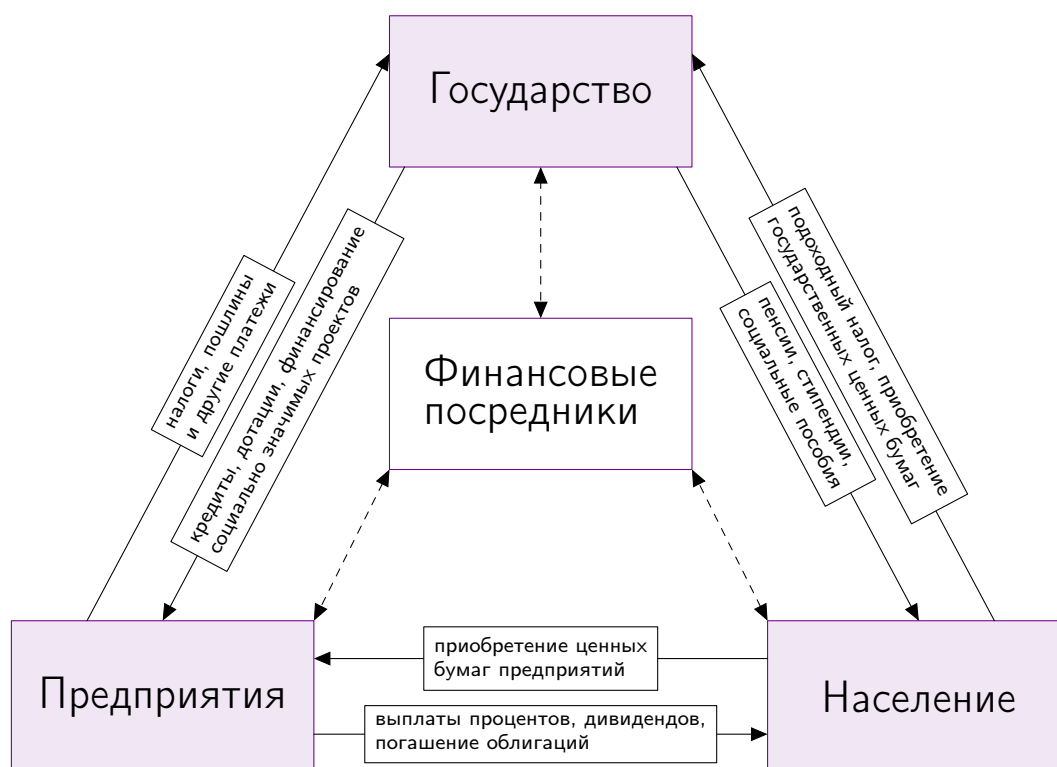 Государство
налоги, пошлины
и другие платежи
кредиты, дотации, финансирование
социально значимых проектов
пенсии, стипендии,
социальные пособия
подоходный налог, приобретение
государственных ценных бумаг
Финансовые
посредники
Предприятия
приобретение ценных
бумаг предприятий
выплаты процентов, дивидендов,
погашение облигаций
Население